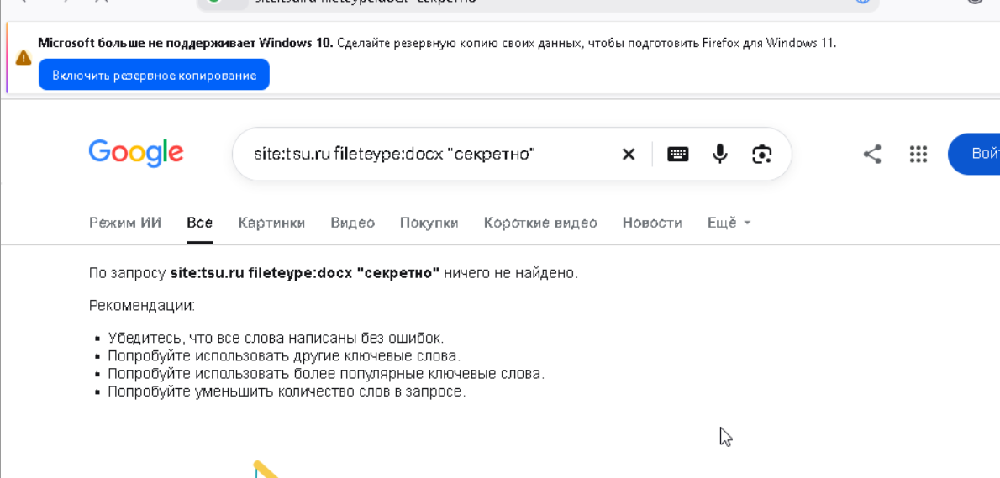 Microsoft больше не поддерживает Windows 10. Сделайте резервную копию своих данных, чтобы подготовить Firefox для Windows 11.
Включить резервное копирование
Google
site:tsu.ru fileteype:docx "секретно"
Режим ИИ Все Картинки Видео Покупки Короткие видео Новости Ещё
По запросу site:tsu.ru fileteype:docx "секретно" ничего не найдено.
Рекомендации:
Убедитесь, что все слова написаны без ошибок.
Попробуйте использовать другие ключевые слова.
Попробуйте использовать более популярные ключевые слова.
Попробуйте уменьшить количество слов в запросе.